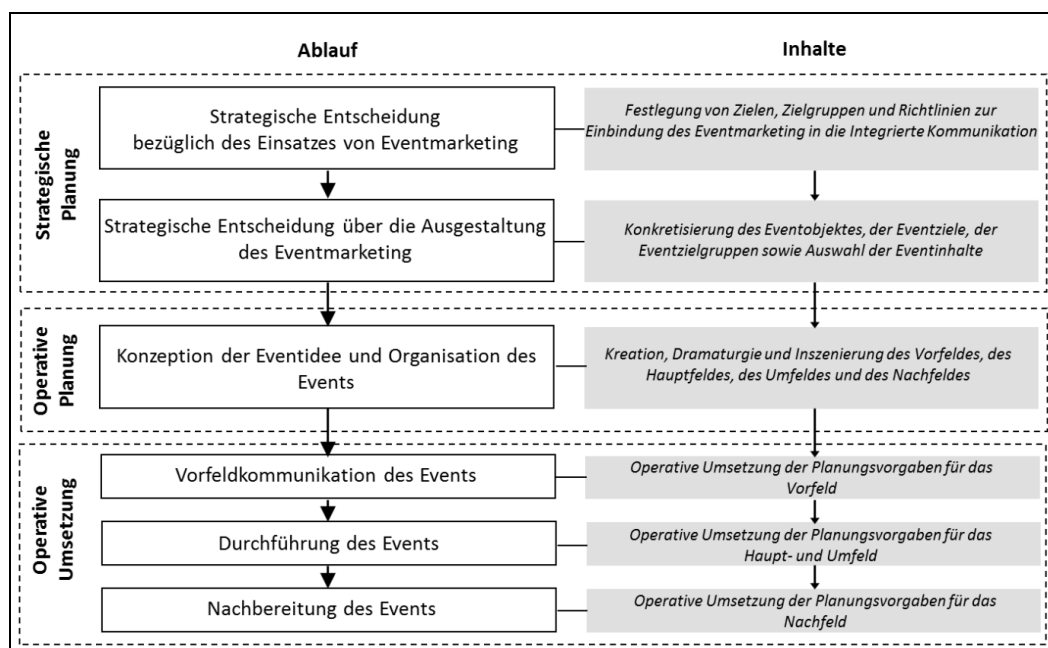 Ablauf
Inhalte
Strategische
Planung
Strategische Entscheidung
bezüglich des Einsatzes von Eventmarketing
Festlegung von Zielen, Zielgruppen und Richtlinien zur
Einbindung des Eventmarketing in die Integrierte Kommunikation
Strategische Entscheidung über die Ausgestaltung
des Eventmarketing
Konkretisierung des Eventobjektes, der Eventziele, der
Eventzielgruppen sowie Auswahl der Eventinhalte
Operative
Planung
Konzeption der Eventidee und Organisation des
Events
Kreation, Dramaturgie und Inszenierung des Vorfeldes, des
Hauptfeldes, des Umfeldes und des Nachfeldes
Operative
Umsetzung
Vorfeldkommunikation des Events
Operative Umsetzung der Planungsvorgaben für das
Vorfeld
Durchführung des Events
Operative Umsetzung der Planungsvorgaben für das
Haupt- und Umfeld
Nachbereitung des Events
Operative Umsetzung der Planungsvorgaben für das
Nachfeld